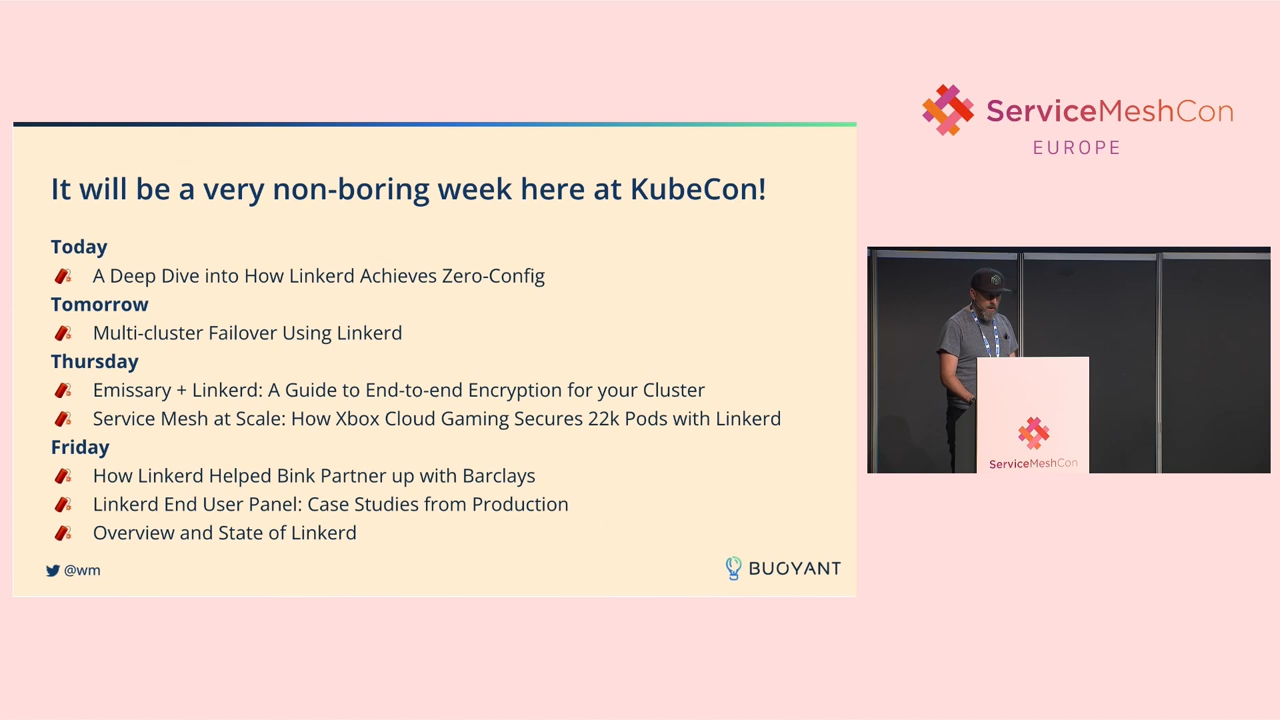 ServiceMeshCon
EUROPE
It will be a very non-boring week here at KubeCon!
Today
A Deep Dive into How Linkerd Achieves Zero-Config
Tomorrow
Multi-cluster Failover Using Linkerd
Thursday
Emissary + Linkerd: A Guide to End-to-end Encryption for your Cluster
Service Mesh at Scale: How Xbox Cloud Gaming Secures 22k Pods with Linkerd
Friday
How Linkerd Helped Bink Partner up with Barclays
Linkerd End User Panel: Case Studies from Production
Overview and State of Linkerd
@wm
BUOYANT
ServiceMeshCon